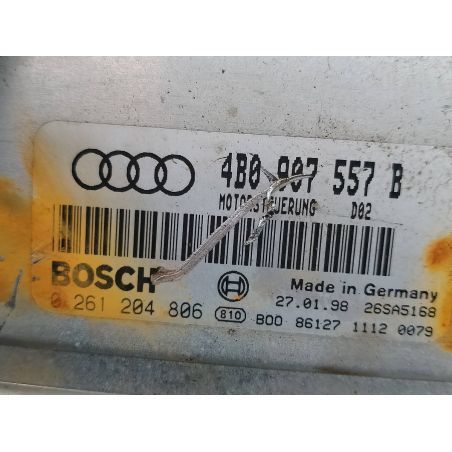 4B0 907 557 B
MOTORSTEUERUNG D02
BOSCH
Made in Germany
0 261 204 806
27.01.98 26SA5168
810 B00 86127 1112 0079